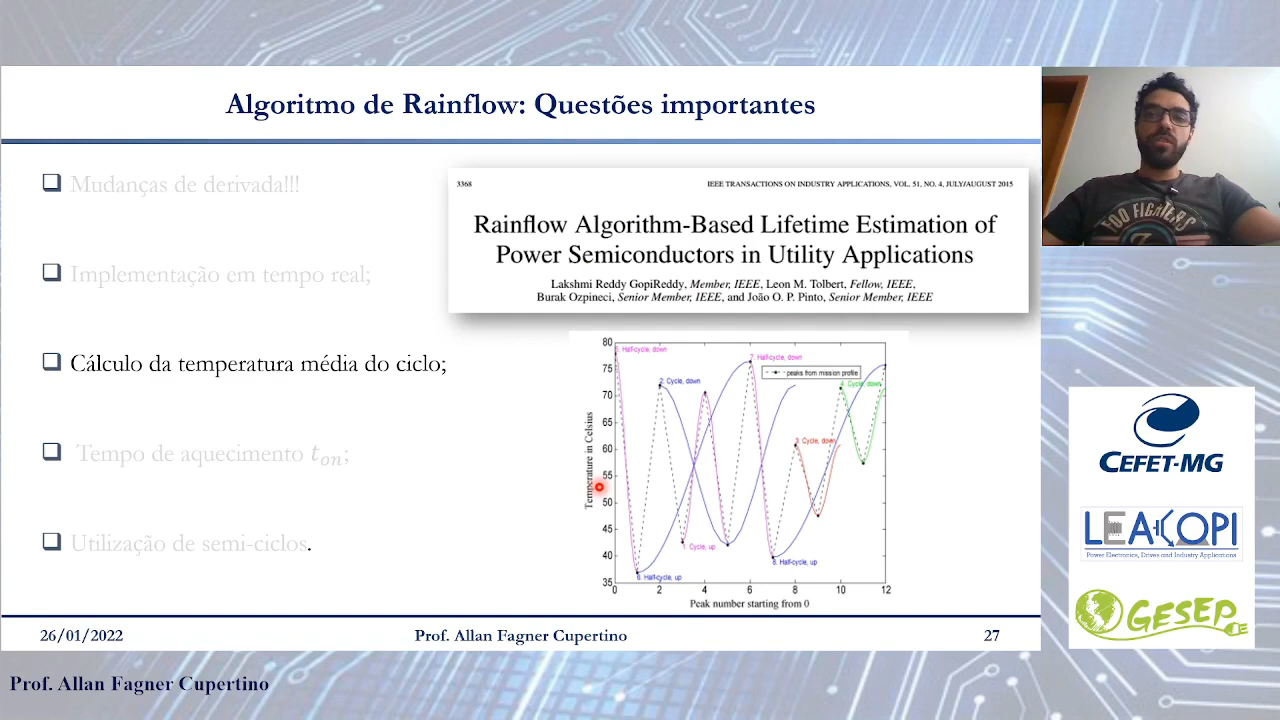 Algoritmo de Rainflow: Questões importantes
Mudanças de derivada!!!
Implementação em tempo real;
Cálculo da temperatura média do ciclo;
Tempo de aquecimento t_on;
Utilização de semi-ciclos.
3368
IEEE TRANSACTIONS ON INDUSTRY APPLICATIONS, VOL. 51, NO. 4, JULY/AUGUST 2015
Rainflow Algorithm-Based Lifetime Estimation of
Power Semiconductors in Utility Applications
Lakshmi Reddy GopiReddy, Member, IEEE, Leon M. Tolbert, Fellow, IEEE,
Burak Ozpineci, Senior Member, IEEE, and João O. P. Pinto, Senior Member, IEEE
80
75
70
65
60
55
50
45
40
35
Temperature in Celsius
Half-cycle, down
2. Cycle, down
7. Half-cycle, down
peaks from mission profile
4. Cycle, down
3. Cycle, down
Cycle, up
Half-cycle, up
Half-cycle, up
0 2 4 6 8 10 12
Peak number starting from 0
26/01/2022
Prof. Allan Fagner Cupertino
27
Prof. Allan Fagner Cupertino
FOO FIGHTERS
CEFET-MG
LEACOPI
Power Electronics, Drives and Industry Applications
GESEP